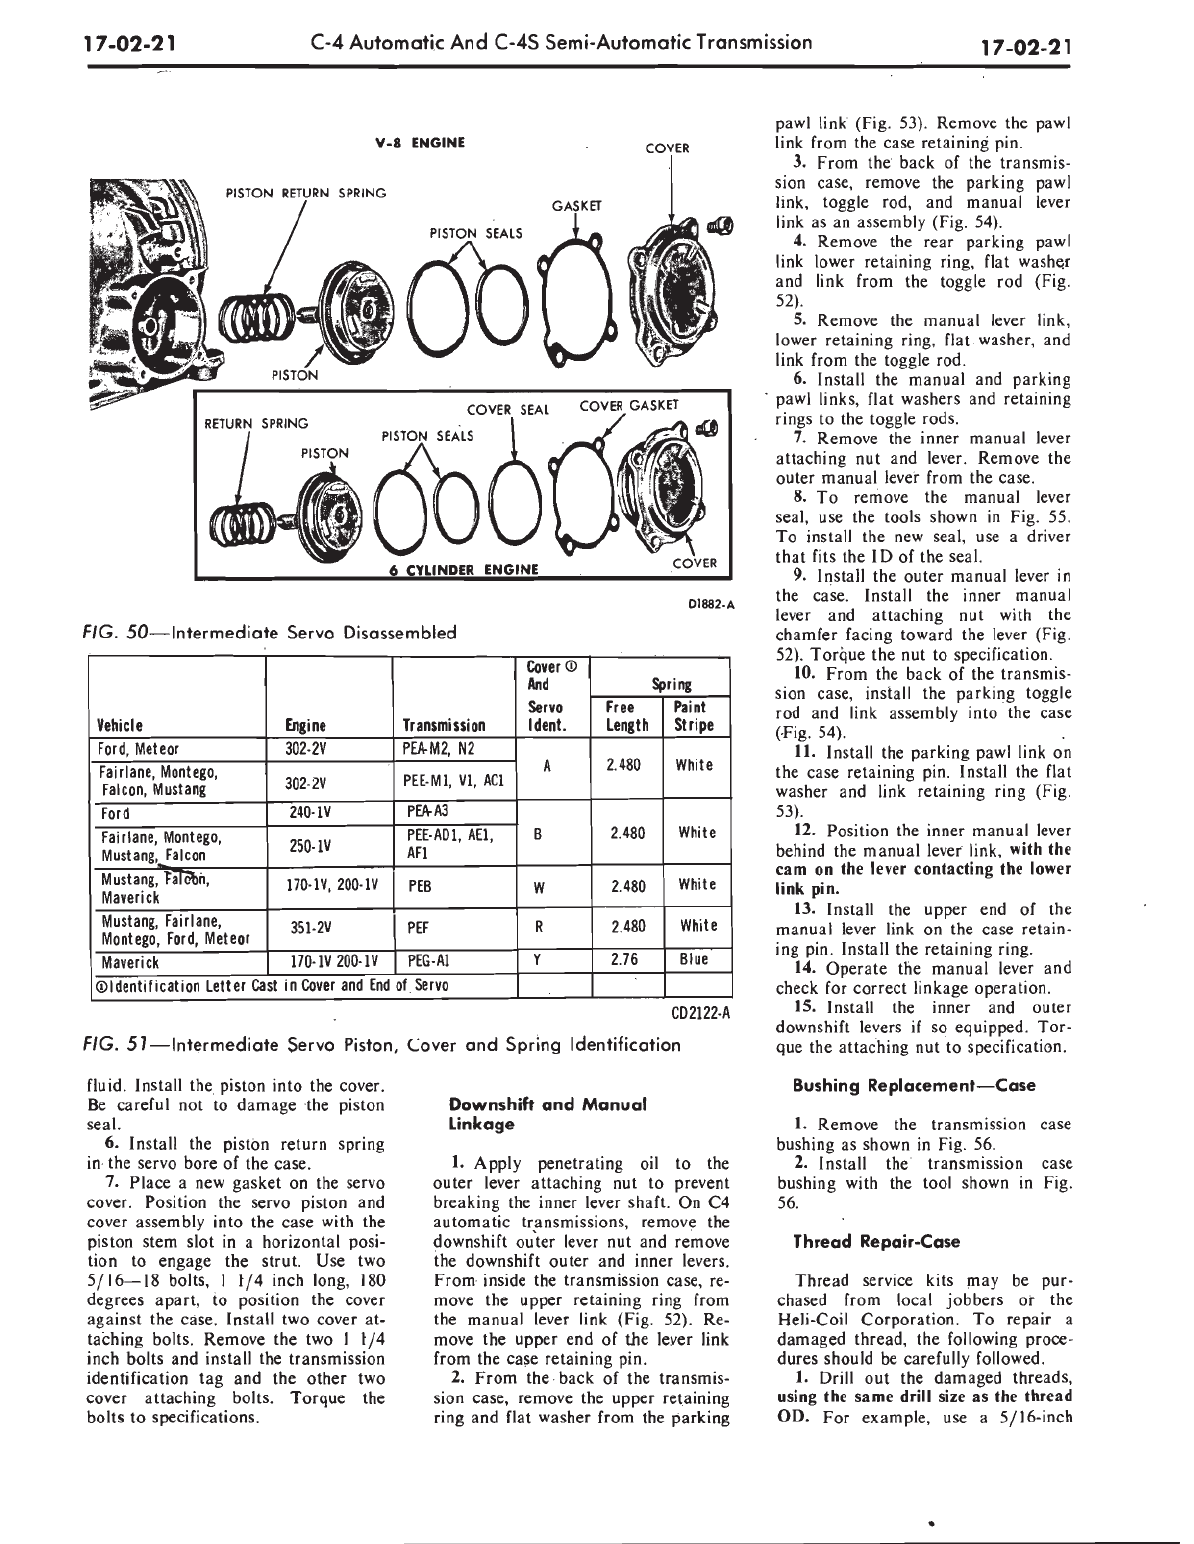 17-02-21
C-4 Automatic And C-4S Semi-Automatic Transmission
17-02-21
V-8 ENGINE
COVER
PISTON RETURN SPRING
GASKET
PISTON SEALS
PISTON
COVER SEAL
COVER GASKET
RETURN SPRING
PISTON SEALS
PISTON
6 CYLINDER ENGINE
COVER
D1882-A
FIG. 50—Intermediate Servo Disassembled
Vehicle Engine Transmission Cover ① And Servo Ident. Spring Free Length Paint Stripe
Ford, Meteor 302-2V PEA-M2, N2 A 2.480 White
Fairlane, Montego, Falcon, Mustang 302-2V PEE-M1, V1, AC1
Ford 240-1V PEA-A3 B 2.480 White
Fairlane, Montego, Mustang, Falcon 250-1V PEE-AD1, AE1, AF1
Mustang, Falcon, Maverick 170-1V, 200-1V PEB W 2.480 White
Mustang, Fairlane, Montego, Ford, Meteor 351-2V PEF R 2.480 White
Maverick 170-1V 200-1V PEG-A1 Y 2.76 Blue
①Identification Letter Cast in Cover and End of Servo
CD2122-A
FIG. 51—Intermediate Servo Piston, Cover and Spring Identification
fluid. Install the piston into the cover.
Be careful not to damage the piston
seal.
6. Install the piston return spring
in the servo bore of the case.
7. Place a new gasket on the servo
cover. Position the servo piston and
cover assembly into the case with the
piston stem slot in a horizontal posi-
tion to engage the strut. Use two
5/16—18 bolts, 1 1/4 inch long, 180
degrees apart, to position the cover
against the case. Install two cover at-
taching bolts. Remove the two 1 1/4
inch bolts and install the transmission
identification tag and the other two
cover attaching bolts. Torque the
bolts to specifications.
Downshift and Manual
Linkage
1. Apply penetrating oil to the
outer lever attaching nut to prevent
breaking the inner lever shaft. On C4
automatic transmissions, remove the
downshift outer lever nut and remove
the downshift outer and inner levers.
From inside the transmission case, re-
move the upper retaining ring from
the manual lever link (Fig. 52). Re-
move the upper end of the lever link
from the case retaining pin.
2. From the back of the transmis-
sion case, remove the upper retaining
ring and flat washer from the parking
pawl link (Fig. 53). Remove the pawl
link from the case retaining pin.
3. From the back of the transmis-
sion case, remove the parking pawl
link, toggle rod, and manual lever
link as an assembly (Fig. 54).
4. Remove the rear parking pawl
link lower retaining ring, flat washer
and link from the toggle rod (Fig.
52).
5. Remove the manual lever link,
lower retaining ring, flat washer, and
link from the toggle rod.
6. Install the manual and parking
pawl links, flat washers and retaining
rings to the toggle rods.
7. Remove the inner manual lever
attaching nut and lever. Remove the
outer manual lever from the case.
8. To remove the manual lever
seal, use the tools shown in Fig. 55.
To install the new seal, use a driver
that fits the ID of the seal.
9. Install the outer manual lever in
the case. Install the inner manual
lever and attaching nut with the
chamfer facing toward the lever (Fig.
52). Torque the nut to specification.
10. From the back of the transmis-
sion case, install the parking toggle
rod and link assembly into the case
(Fig. 54).
11. Install the parking pawl link on
the case retaining pin. Install the flat
washer and link retaining ring (Fig.
53).
12. Position the inner manual lever
behind the manual lever link, with the
cam on the lever contacting the lower
link pin.
13. Install the upper end of the
manual lever link on the case retain-
ing pin. Install the retaining ring.
14. Operate the manual lever and
check for correct linkage operation.
15. Install the inner and outer
downshift levers if so equipped. Tor-
que the attaching nut to specification.
Bushing Replacement—Case
1. Remove the transmission case
bushing as shown in Fig. 56.
2. Install the transmission case
bushing with the tool shown in Fig.
56.
Thread Repair-Case
Thread service kits may be pur-
chased from local jobbers or the
Heli-Coil Corporation. To repair a
damaged thread, the following proce-
dures should be carefully followed.
1. Drill out the damaged threads,
using the same drill size as the thread
OD. For example, use a 5/16-inch